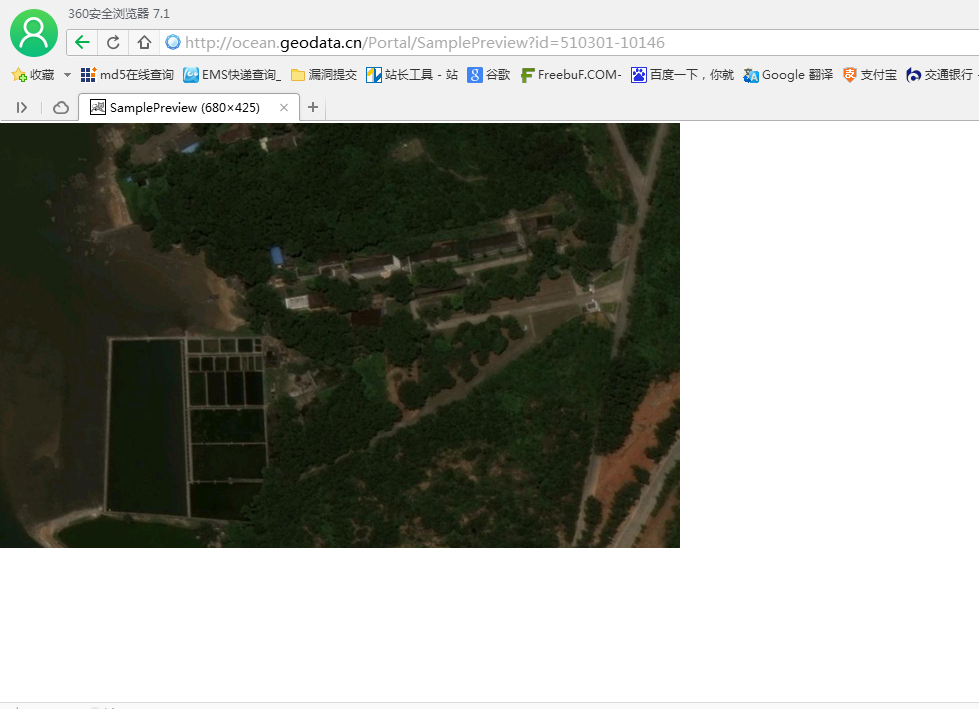 360安全浏览器 7.1
http://ocean.geodata.cn/Portal/SamplePreview?id=510301-10146
收藏 md5在线查询 EMS快递查询_ 漏洞提交 站长工具 - 站 谷歌 FreebuF.COM- 百度一下，你就 Google 翻译 支付宝 交通银行 -
SamplePreview (680×425)